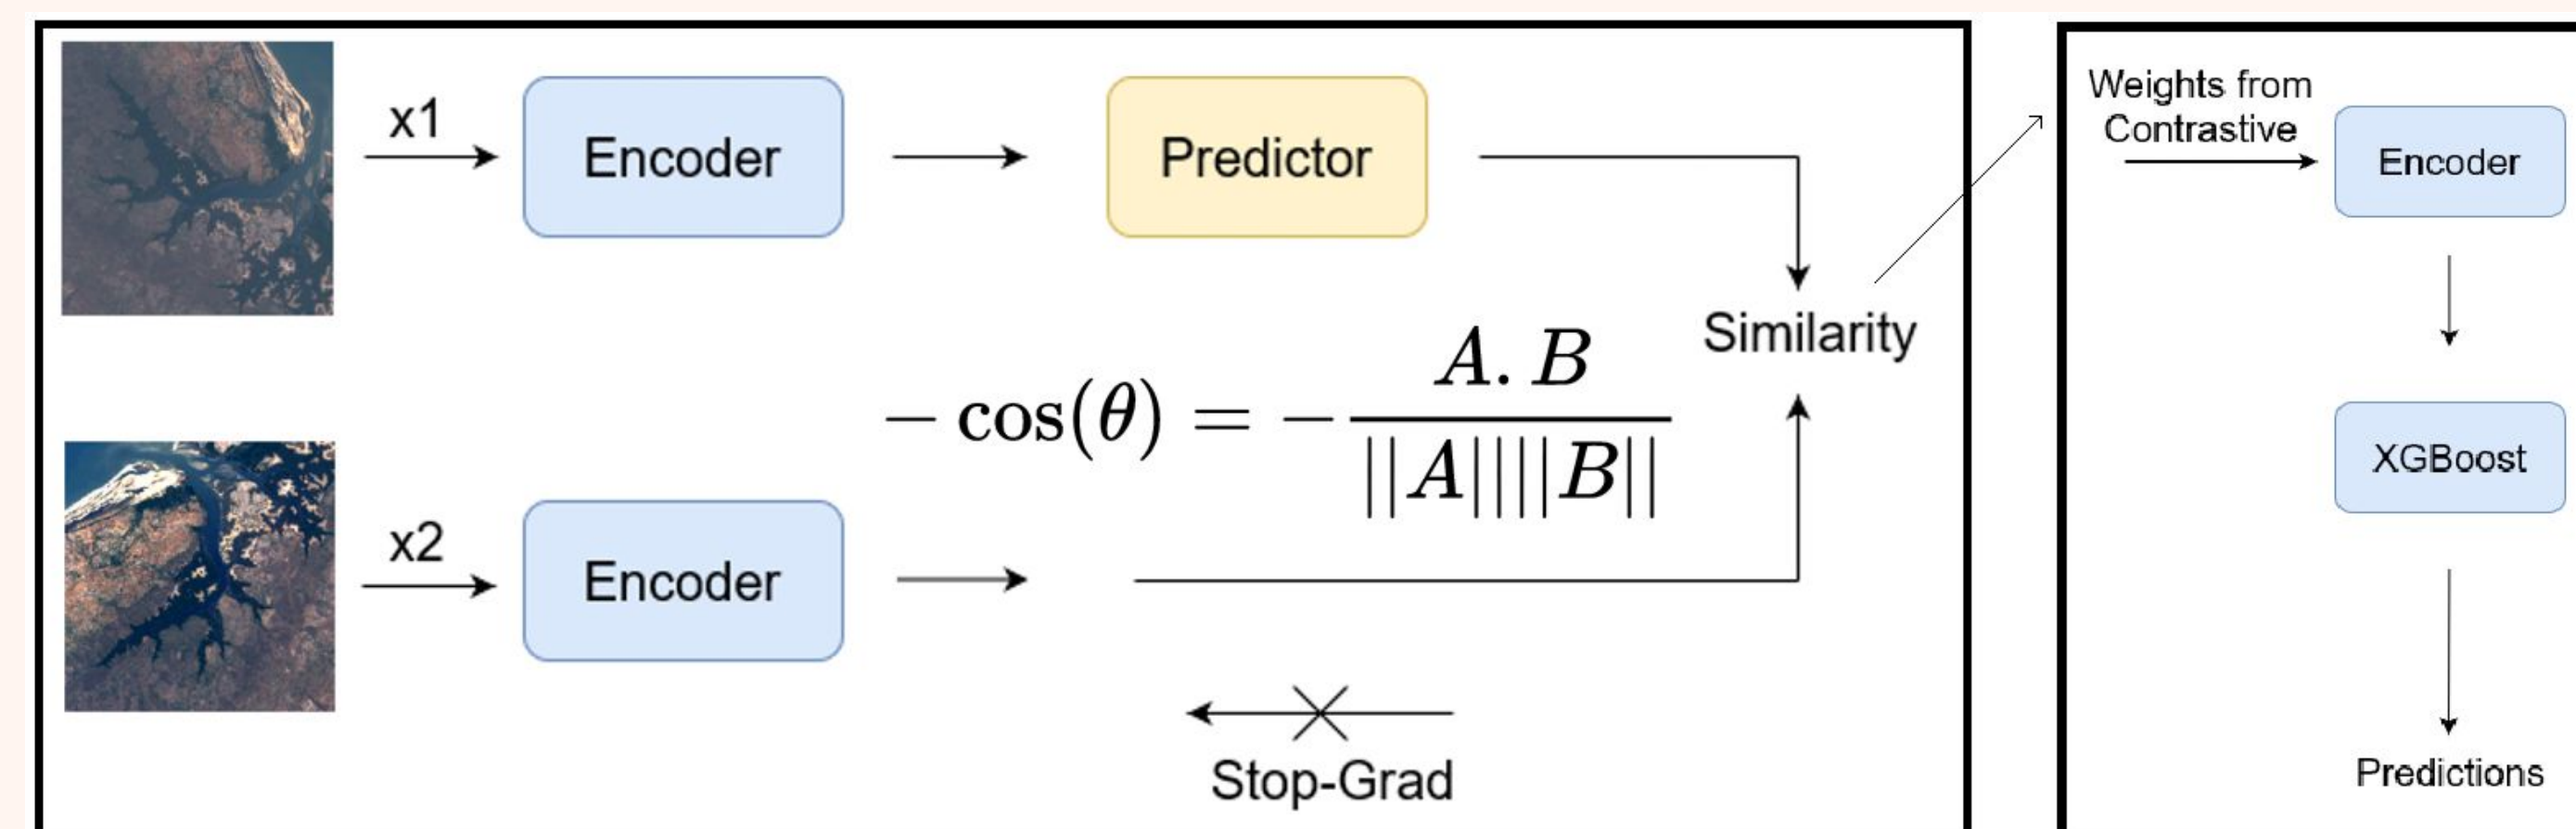 x1
Encoder
Predictor
Similarity
− cos(θ) = − A. B / ||A||||B||
x2
Encoder
Stop-Grad
Weights from
Contrastive
Encoder
XGBoost
Predictions